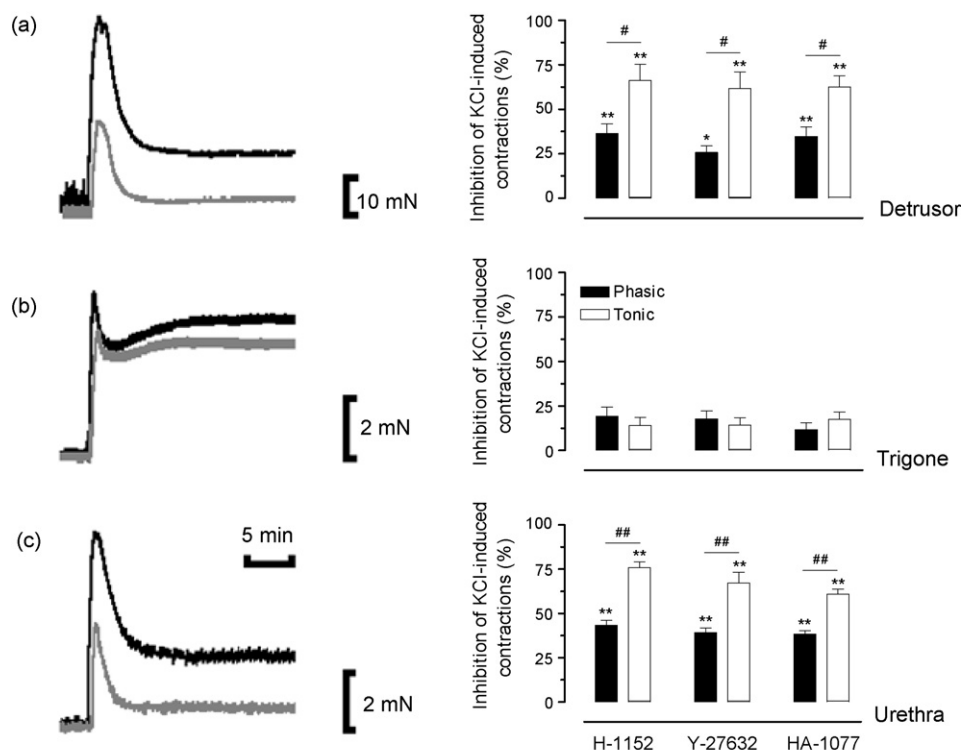 (a)
10 mN
Inhibition of KCl-induced
contractions (%)
100
75
50
25
0
#
#
#
**
**
**
**
*
**
Detrusor
(b)
2 mN
Inhibition of KCl-induced
contractions (%)
100
75
50
25
0
Phasic
Tonic
Trigone
(c)
5 min
2 mN
Inhibition of KCl-induced
contractions (%)
100
75
50
25
0
##
##
##
**
**
**
**
**
**
Urethra
H-1152 Y-27632 HA-1077